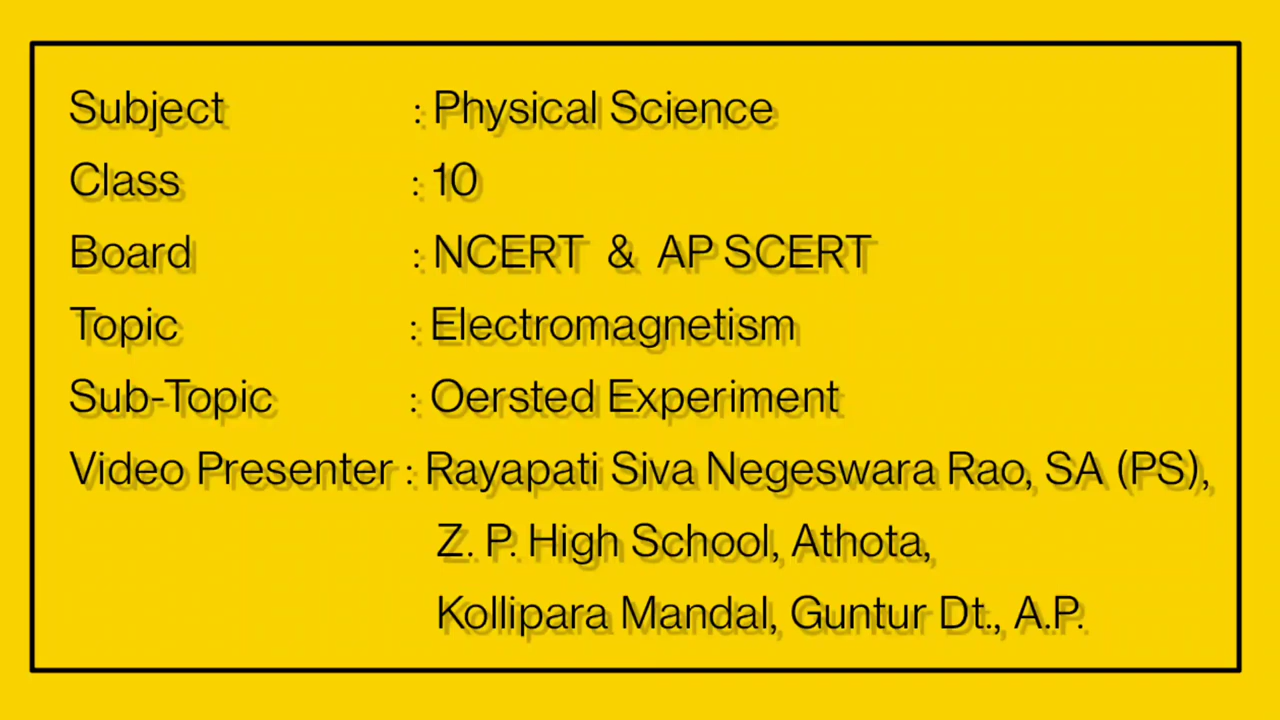 Subject : Physical Science
Class : 10
Board : NCERT & AP SCERT
Topic : Electromagnetism
Sub-Topic : Oersted Experiment
Video Presenter : Rayapati Siva Negeswara Rao, SA (PS),
Z. P. High School, Athota,
Kollipara Mandal, Guntur Dt., A.P.